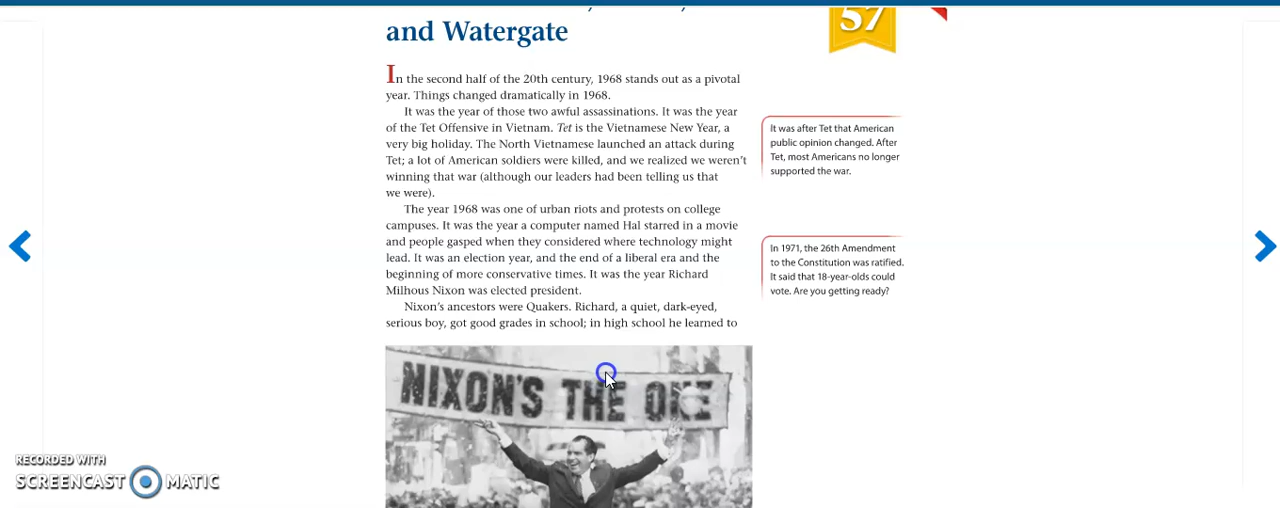 and Watergate
57
In the second half of the 20th century, 1968 stands out as a pivotal
year. Things changed dramatically in 1968.
It was the year of those two awful assassinations. It was the year
of the Tet Offensive in Vietnam. Tet is the Vietnamese New Year, a
very big holiday. The North Vietnamese launched an attack during
Tet; a lot of American soldiers were killed, and we realized we weren't
winning that war (although our leaders had been telling us that
we were).
The year 1968 was one of urban riots and protests on college
campuses. It was the year a computer named Hal starred in a movie
and people gasped when they considered where technology might
lead. It was an election year, and the end of a liberal era and the
beginning of more conservative times. It was the year Richard
Milhous Nixon was elected president.
Nixon's ancestors were Quakers. Richard, a quiet, dark-eyed,
serious boy, got good grades in school; in high school he learned to
It was after Tet that American
public opinion changed. After
Tet, most Americans no longer
supported the war.
In 1971, the 26th Amendment
to the Constitution was ratified.
It said that 18-year-olds could
vote. Are you getting ready?
NIXON'S THE ONE
RECORDED WITH
SCREENCAST MATIC